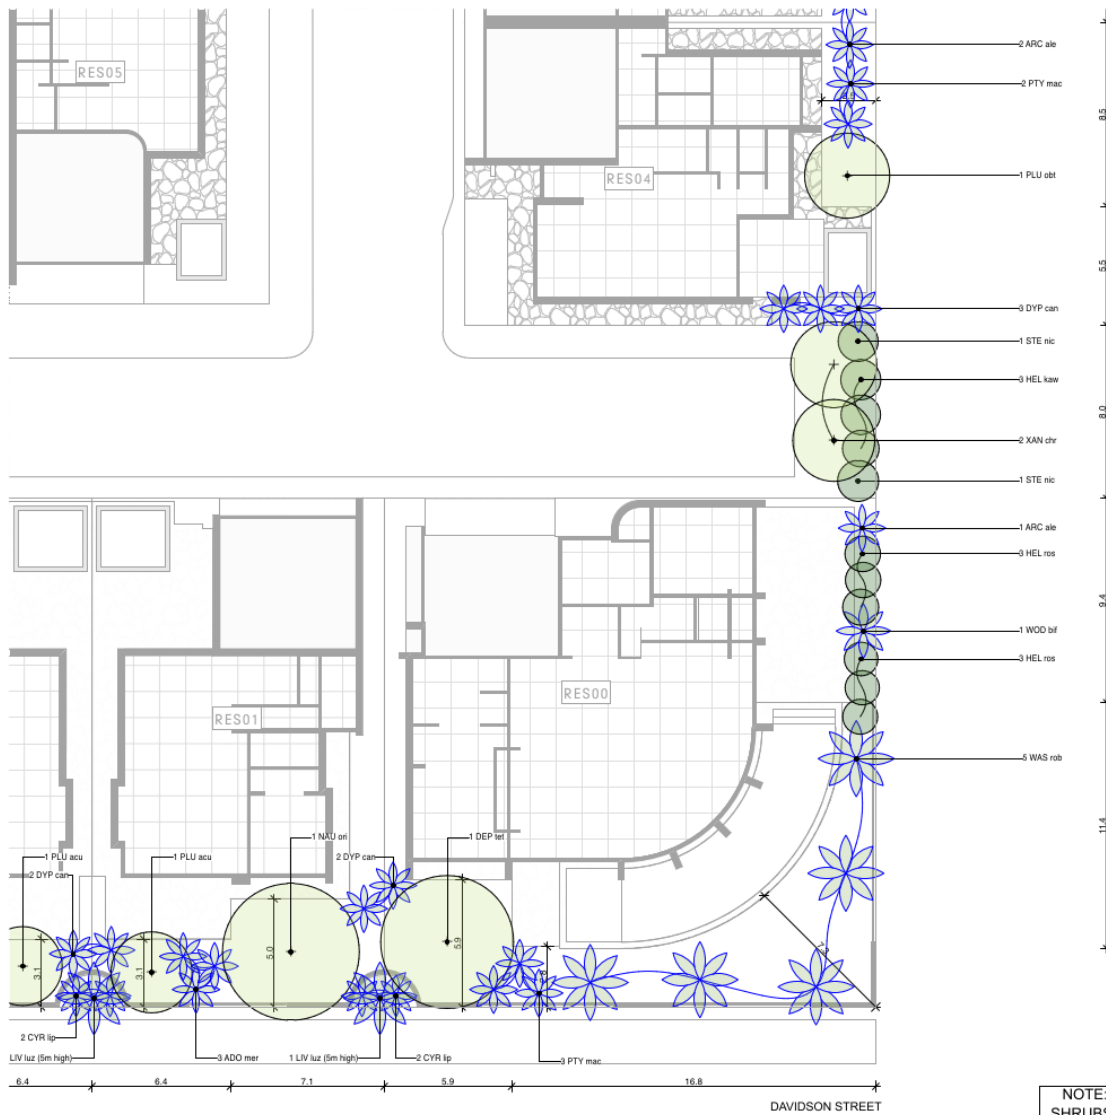 2 ARC ale
RES05
2 PTY mac
8.5
RES04
1 PLU obt
5.5
3 DYP can
1 STE nic
3 HEL kaw
8.0
2 XAN chr
1 STE nic
1 ARC ale
3 HEL ros
9.4
1 WOD bif
3 HEL ros
RES00
RES01
5 WAS rob
11.4
1 NAU ori
1 DEP tet
1 PLU acu
1 PLU acu
2 DYP can
2 DYP can
3.1
3.1
5.0
5.9
7.2
2 CYR lip
LIV luz (5m high)
3 ADO mer
1 LIV luz (5m high)
2 CYR lip
3 PTY mac
6.4
6.4
7.1
5.9
16.8
DAVIDSON STREET
NOTE:
SHRUBS